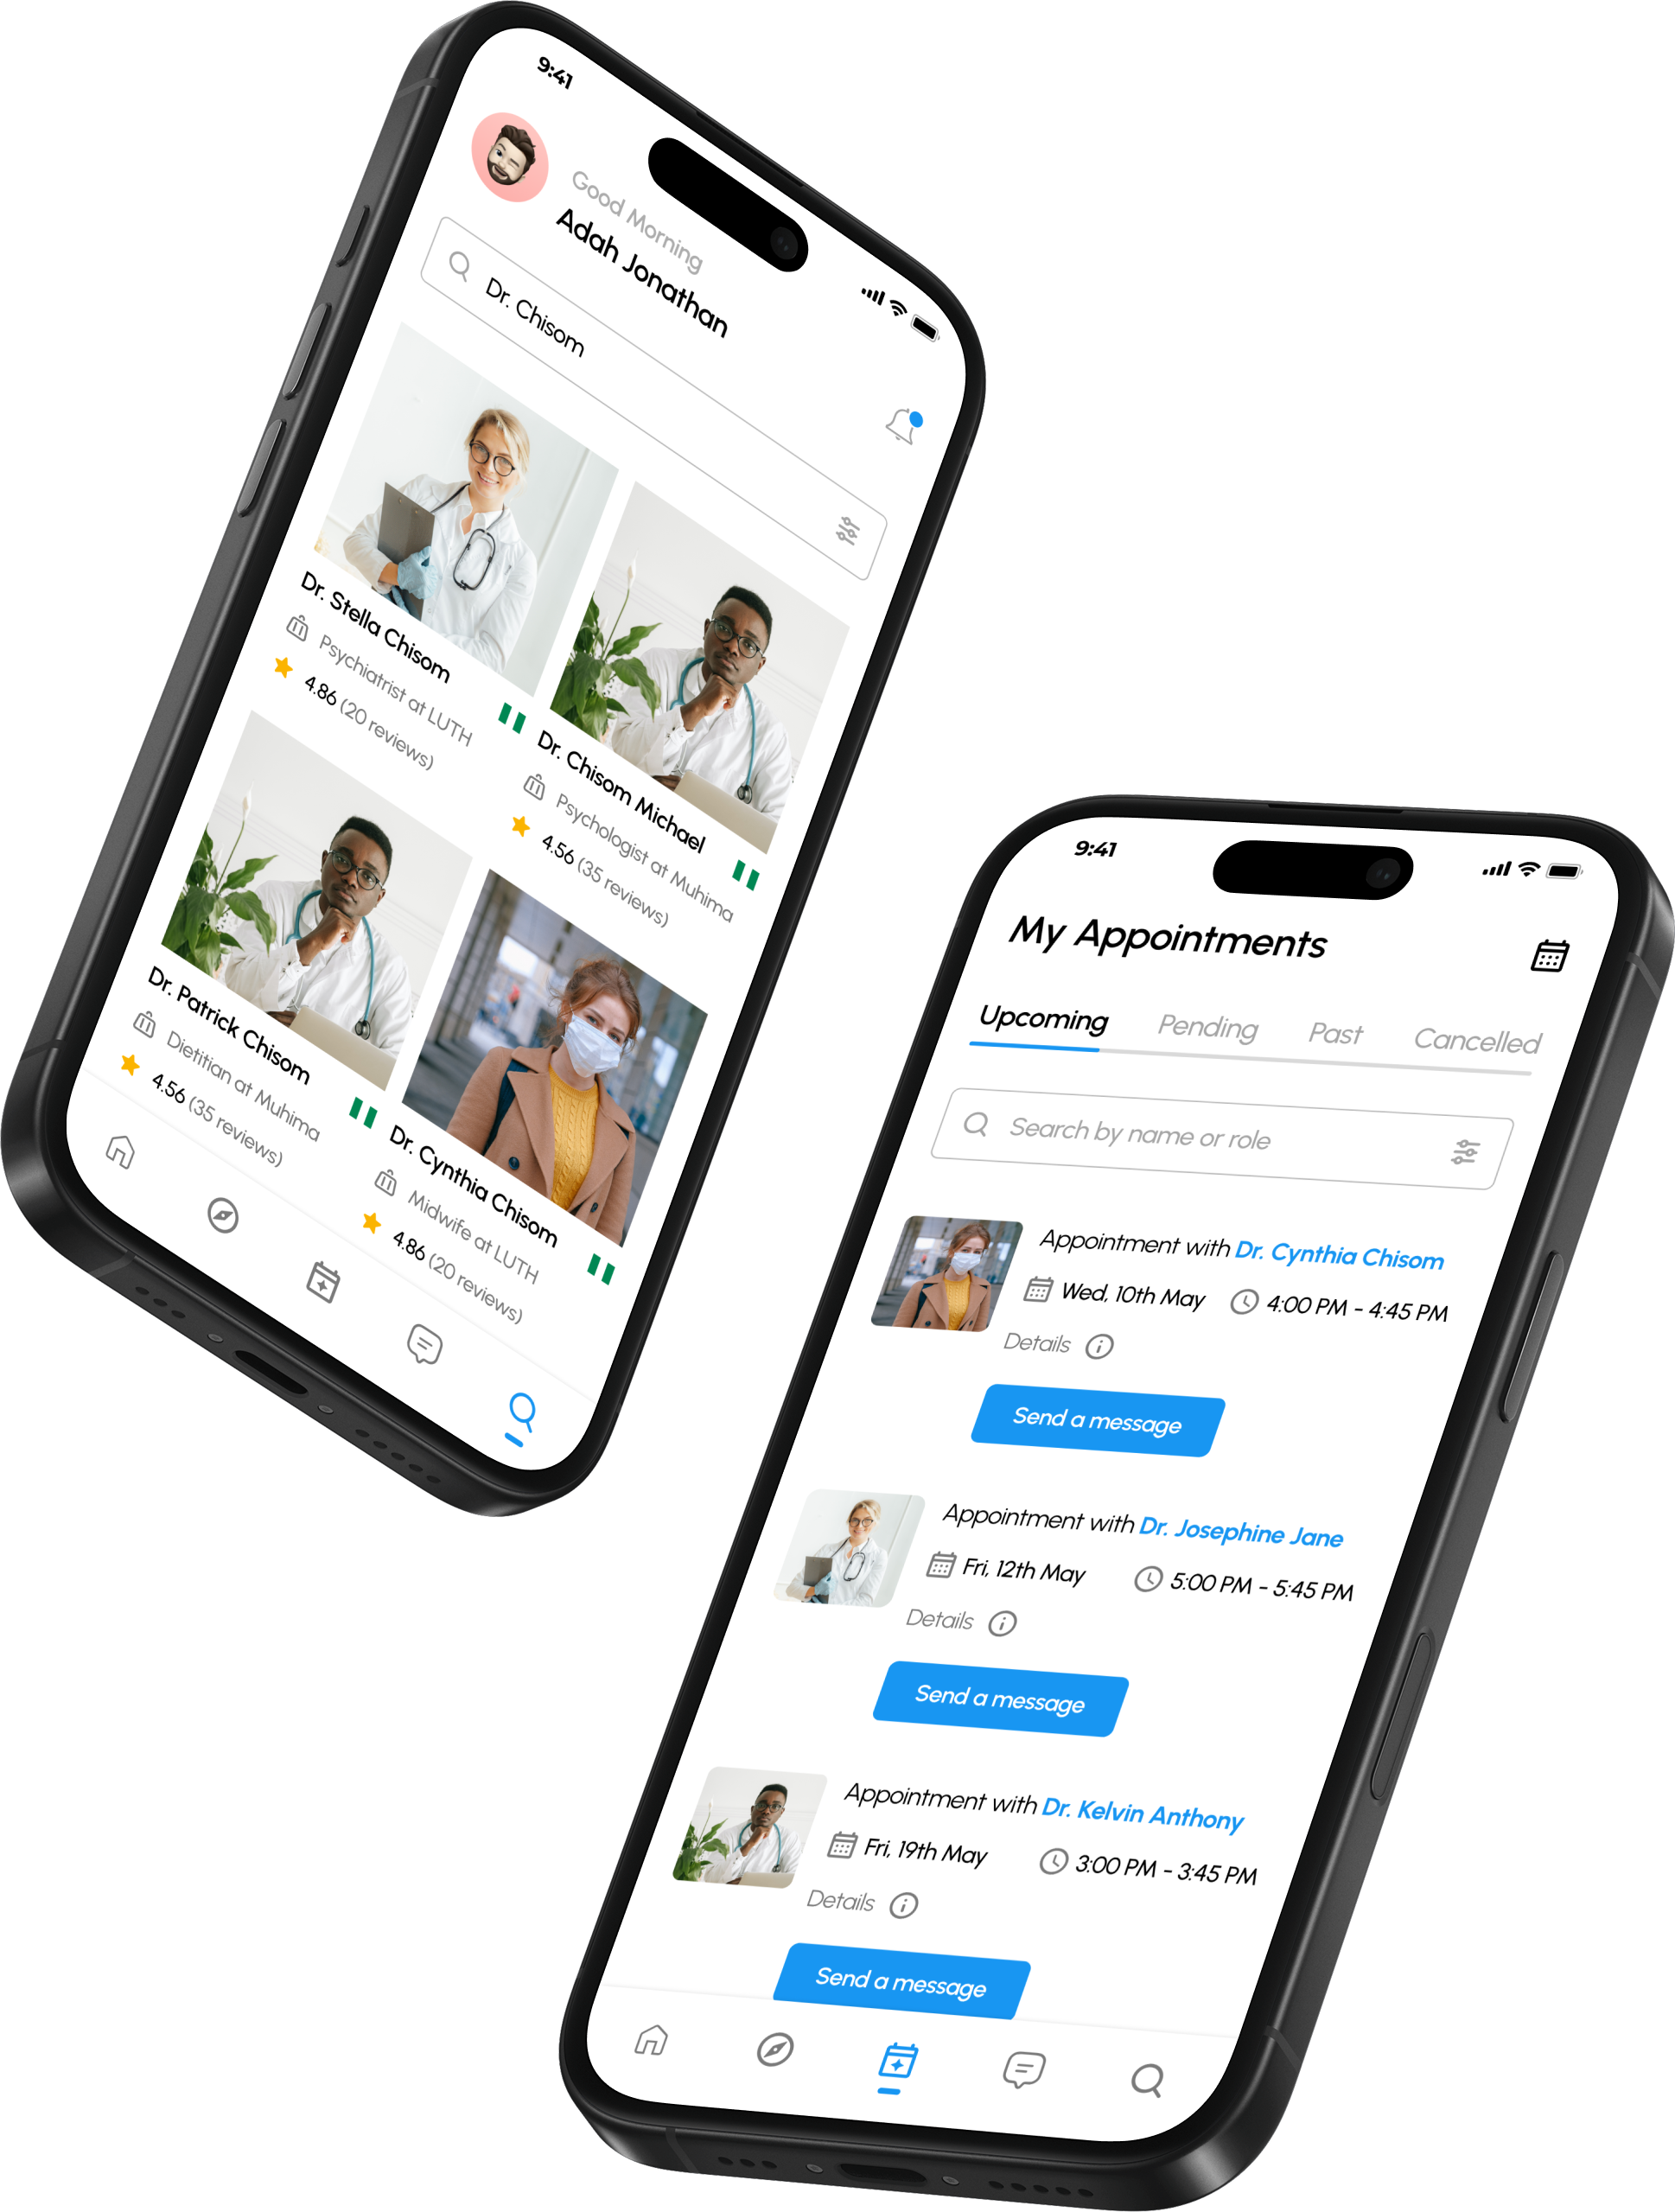 9:41
Good Morning
Adah Jonathan
Dr. Chisom
Dr. Stella Chisom
Psychiatrist at LUTH
4.86 (20 reviews)
Dr. Chisom Michael
Psychologist at Muhima
4.56 (35 reviews)
Dr. Patrick Chisom
Dietitian at Muhima
4.56 (35 reviews)
Dr. Cynthia Chisom
Midwife at LUTH
4.86 (20 reviews)
9:41
My Appointments
Upcoming Pending Past Cancelled
Search by name or role
Appointment with Dr. Cynthia Chisom
Wed, 10th May 4:00 PM - 4:45 PM
Details
Send a message
Appointment with Dr. Josephine Jane
Fri, 12th May 5:00 PM - 5:45 PM
Details
Send a message
Appointment with Dr. Kelvin Anthony
Fri, 19th May 3:00 PM - 3:45 PM
Details
Send a message